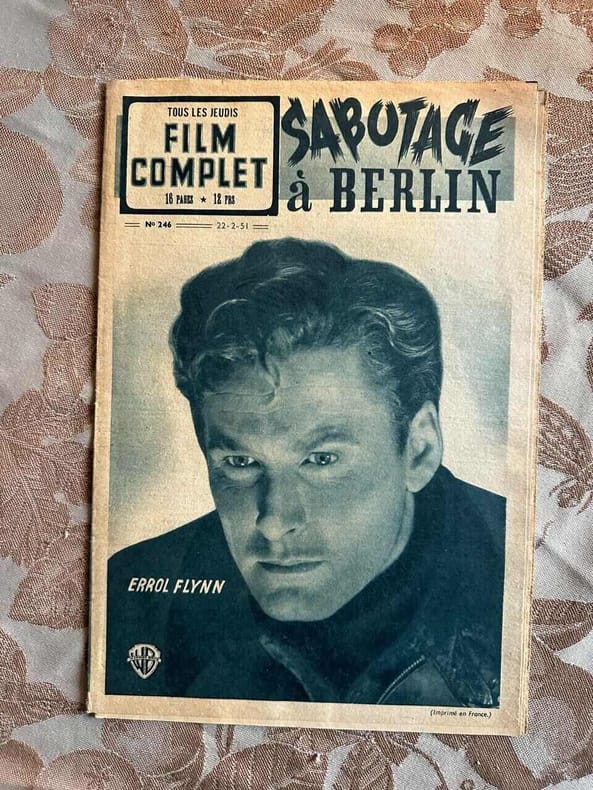 TOUS LES JEUDIS
FILM
COMPLET
16 PAGES ★ 12 FRS
Nº 246 22-2-51
SABOTAGE
à BERLIN
ERROL FLYNN
WB
(Imprimé en France.)